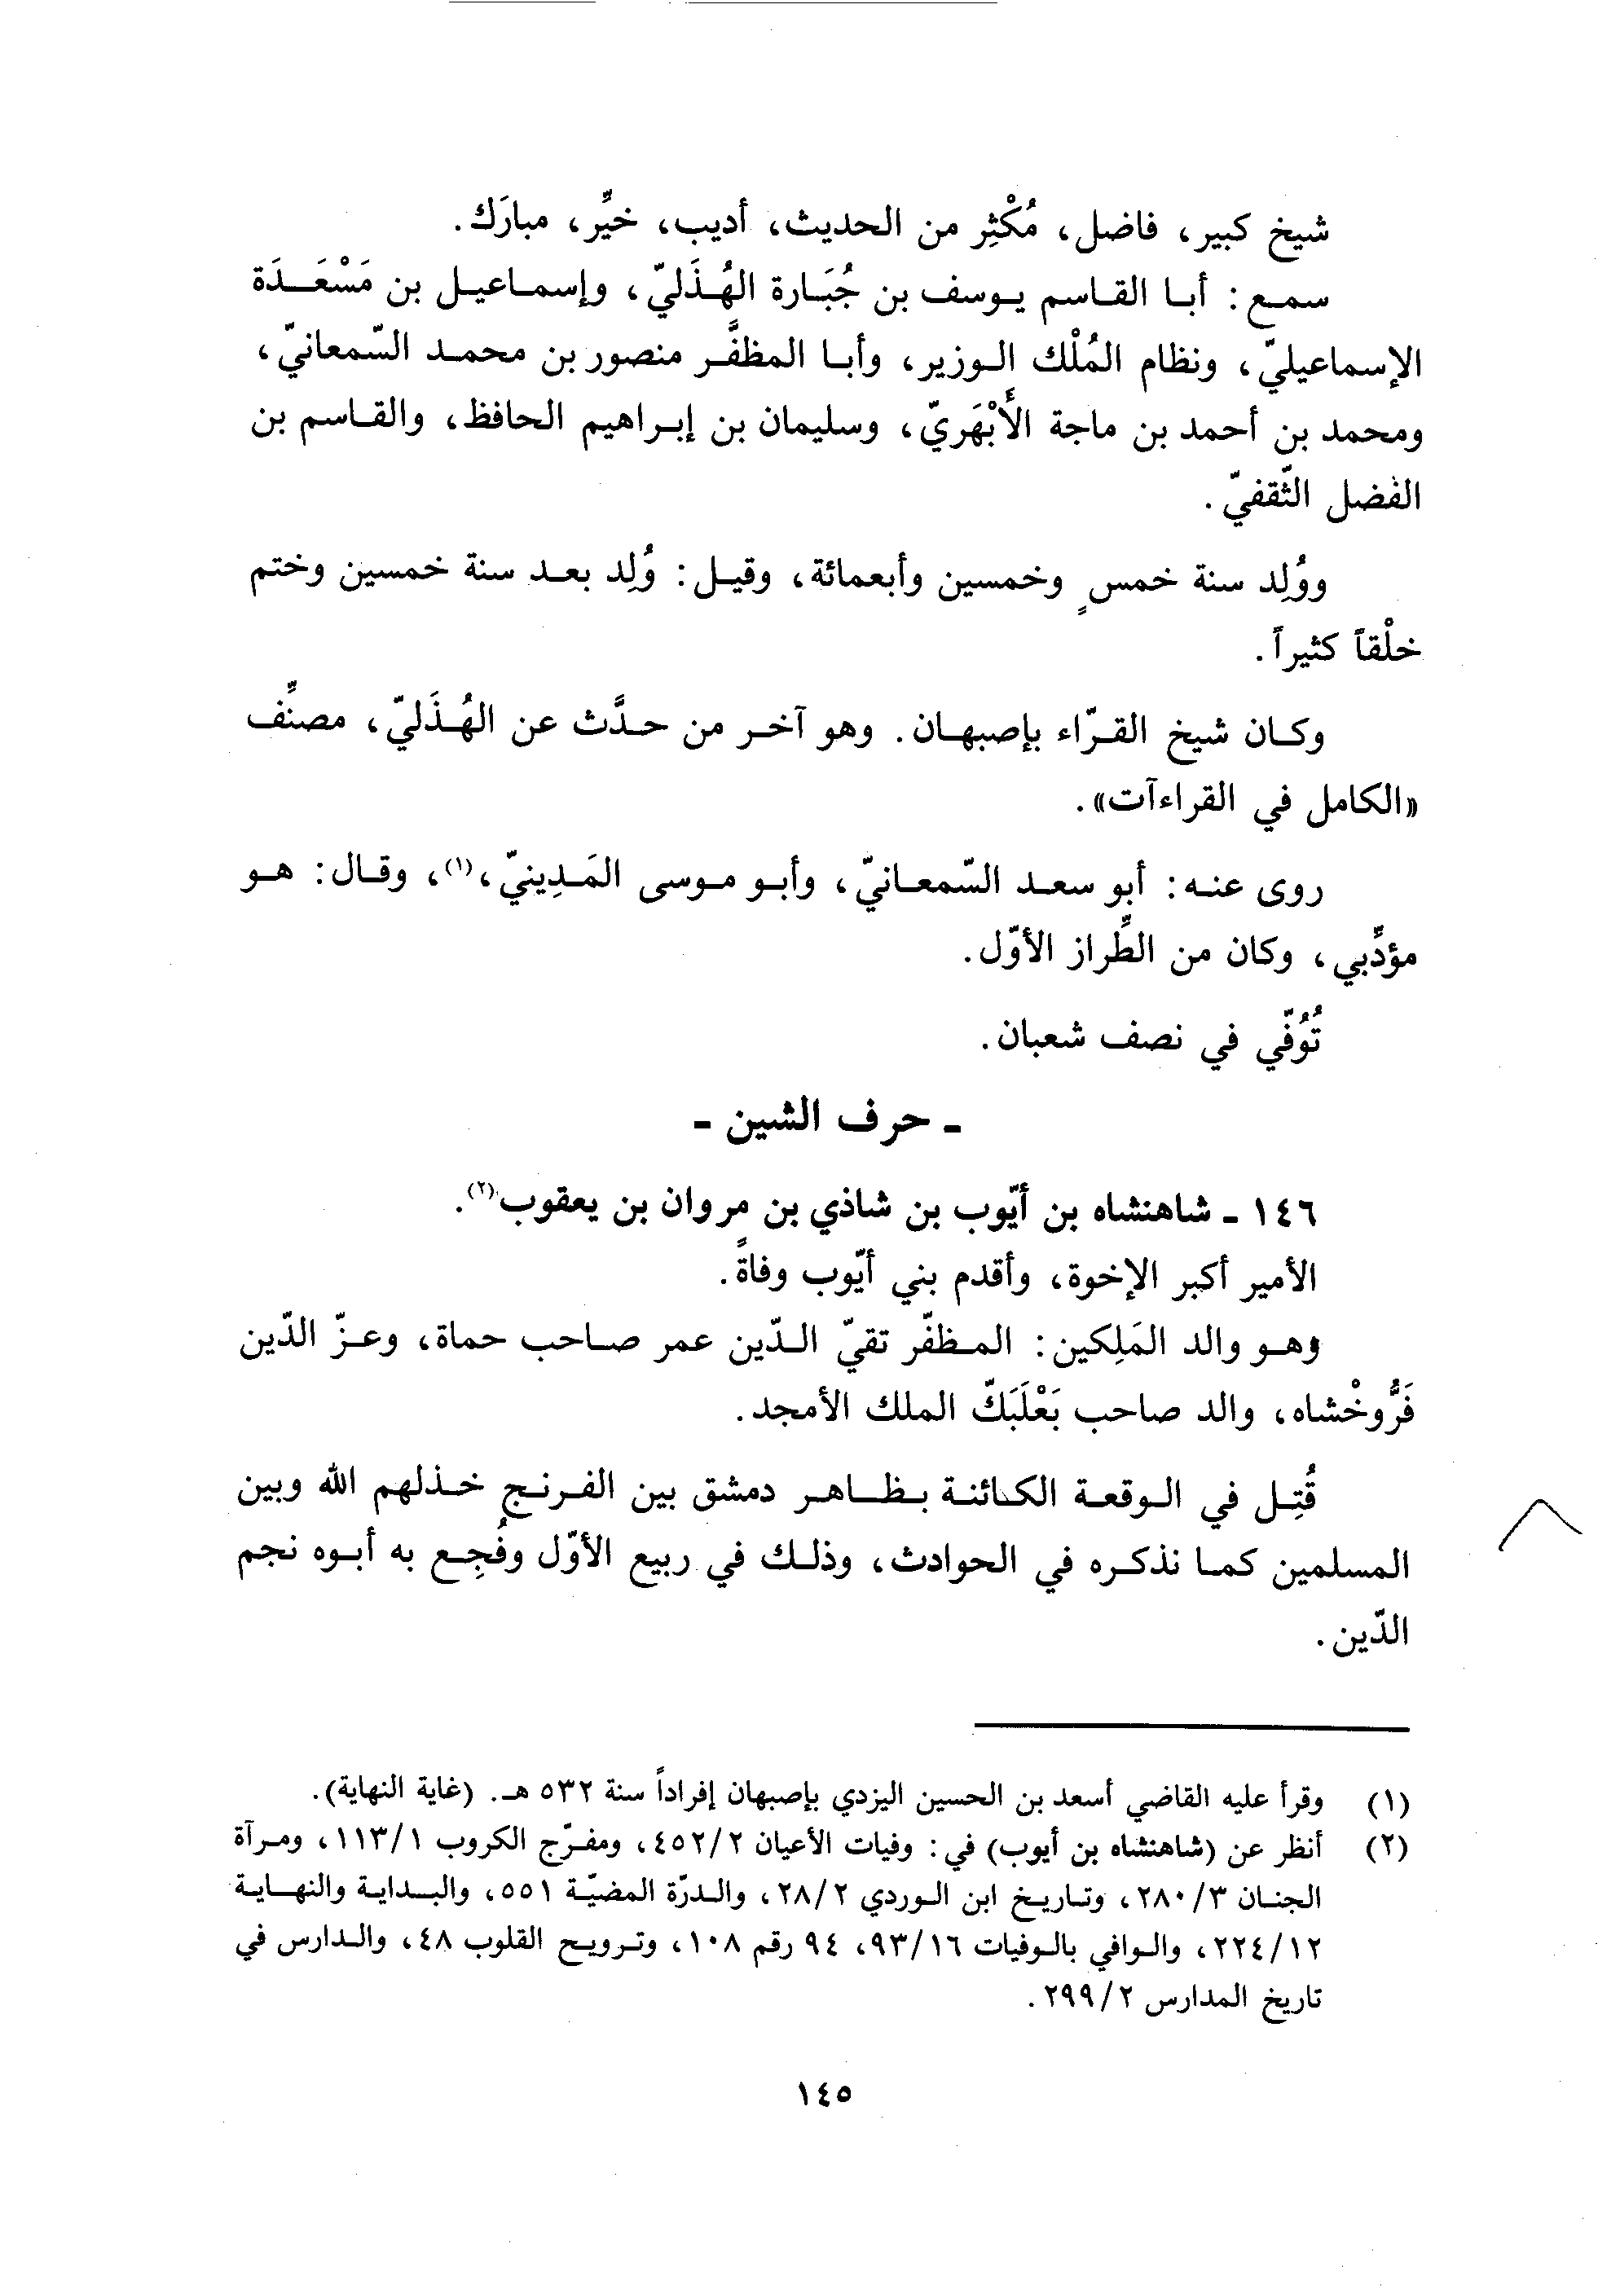 شيخ كبير، فاضل، مُكْثِر من الحديث، أديب، خيِّر، مبارَك.
سمع: أبا القاسم يوسف بن جُبَارة الهُذَليّ، وإسماعيل بن مَسْعَدَة
الإسماعيليّ، ونظام المُلْك الوزير، وأبا المظفَّر منصور بن محمد السّمعانيّ،
ومحمد بن أحمد بن ماجة الأَبْهَريّ، وسليمان بن إبراهيم الحافظ، والقاسم بن
الفضل الثّقفيّ.
ووُلِد سنة خمسٍ وخمسين وأبعمائة، وقيل: وُلِد بعد سنة خمسين وختم
خلْقاً كثيراً.
وكان شيخ القرّاء بإصبهان. وهو آخر من حدَّث عن الهُذَليّ، مصنِّف
«الكامل في القراءآت».
روى عنه: أبو سعد السّمعانيّ، وأبو موسى المَدِينيّ،(١)، وقال: هو
مؤدِّبي، وكان من الطِّراز الأوّل.
تُوُفّي في نصف شعبان.
ـ حرف الشين ـ
١٤٦ ـ شاهنشاه بن أيّوب بن شاذي بن مروان بن يعقوب(٢).
الأمير أكبر الإخوة، وأقدم بني أيّوب وفاةً.
وهو والد المَلِكين: المظفّر تقيّ الدّين عمر صاحب حماة، وعزّ الدّين
فَرُّوخْشاه، والد صاحب بَعْلَبَكّ الملك الأمجد.
قُتِل في الوقعة الكائنة بظاهر دمشق بين الفرنج خذلهم الله وبين
المسلمين كما نذكره في الحوادث، وذلك في ربيع الأوّل وفُجِع به أبوه نجم
الدّين.
(١) وقرأ عليه القاضي أسعد بن الحسين اليزدي بإصبهان إفراداً سنة ٥٣٢ هـ. (غاية النهاية).
(٢) أنظر عن (شاهنشاه بن أيوب) في: وفيات الأعيان ٤٥٢/٢، ومفرّج الكروب ١١٣/١، ومرآة
الجنان ٢٨٠/٣، وتاريخ ابن الوردي ٢٨/٢، والدرّة المضيّة ٥٥١، والبداية والنهاية
٢٢٤/١٢، والوافي بالوفيات ٩٣/١٦، ٩٤ رقم ١٠٨، وترويح القلوب ٤٨، والدارس في
تاريخ المدارس ٢٩٩/٢.
١٤٥